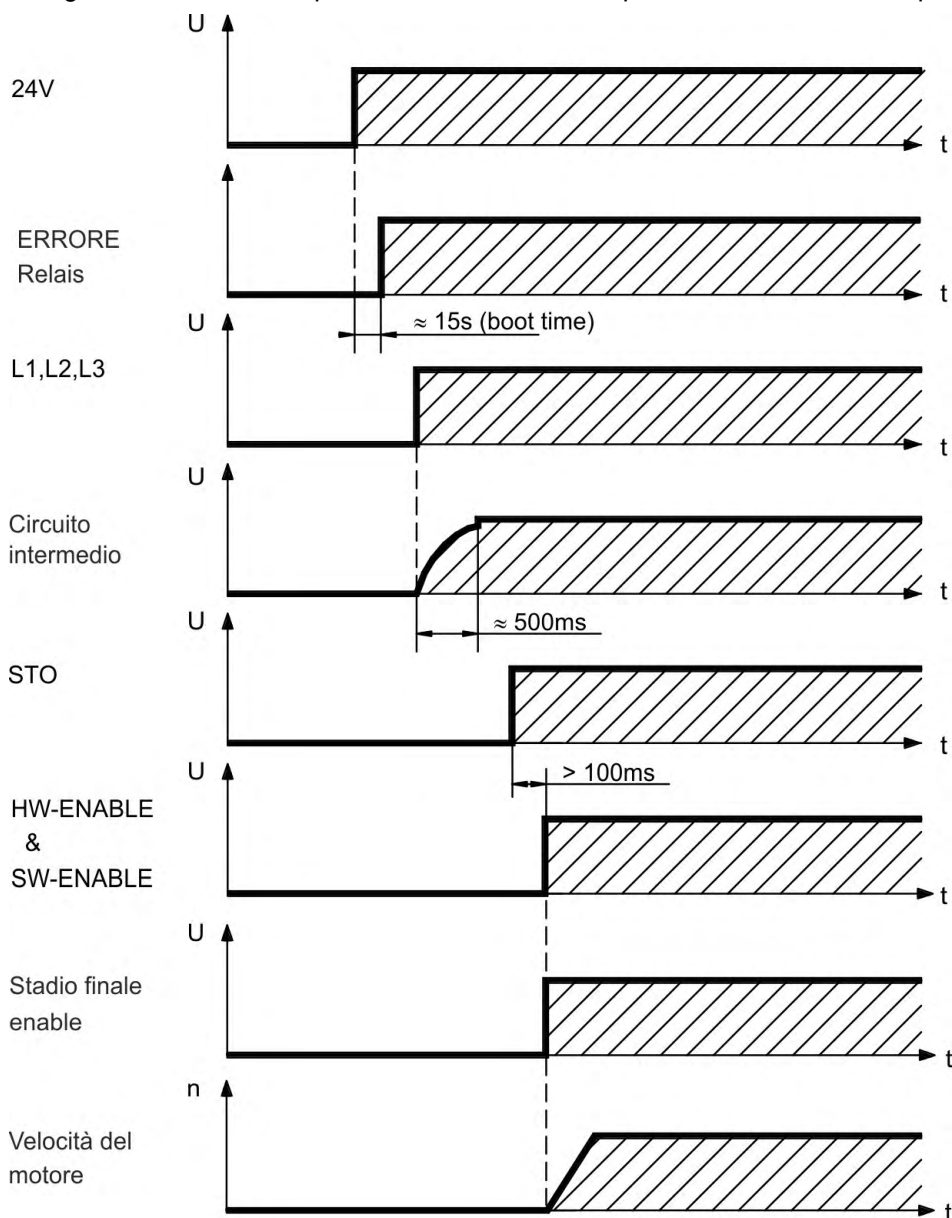 U
24V
t
ERRORE
Relais
t
≈ 15s (boot time)
U
L1,L2,L3
t
U
Circuito
intermedio
t
≈ 500ms
U
STO
t
> 100ms
U
HW-ENABLE
&
SW-ENABLE
t
U
Stadio finale
enable
t
n
Velocità del
motore
t